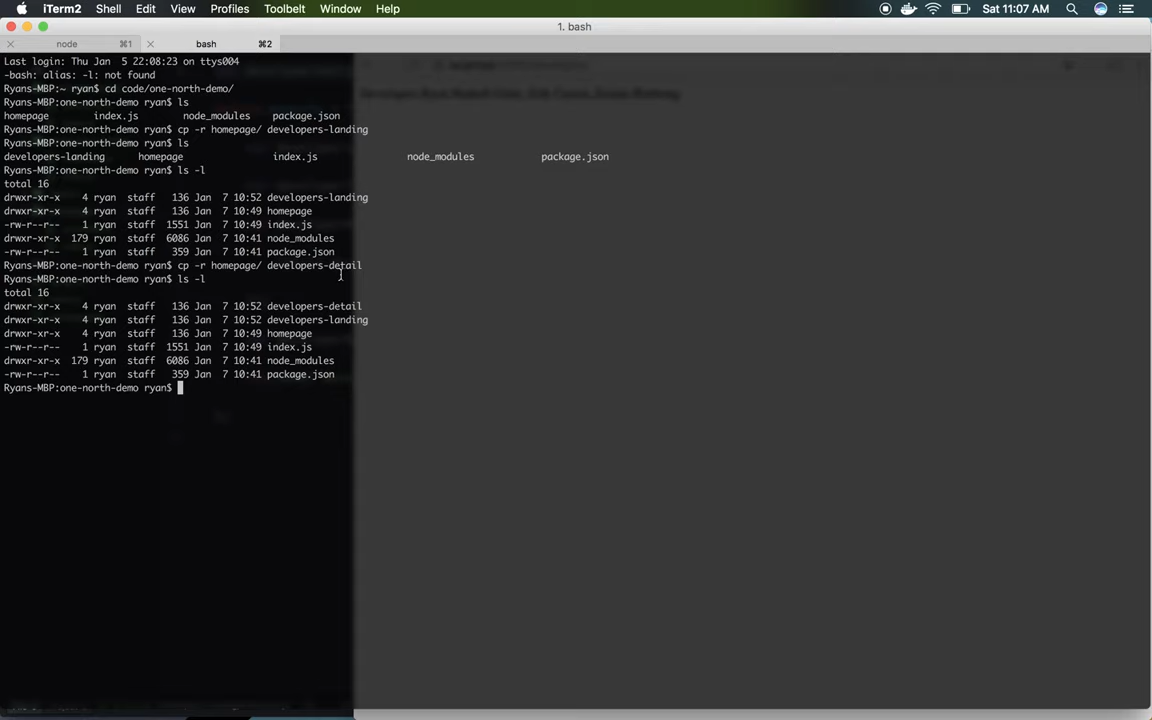 iTerm2 Shell Edit View Profiles Toolbelt Window Help Sat 11:07 AM
1. bash
node ⌘1 bash ⌘2
Last login: Thu Jan  5 22:08:23 on ttys004
-bash: alias: -l: not found
Ryans-MBP:~ ryan$ cd code/one-north-demo/
Ryans-MBP:one-north-demo ryan$ ls
homepage index.js node_modules package.json
Ryans-MBP:one-north-demo ryan$ cp -r homepage/ developers-landing
Ryans-MBP:one-north-demo ryan$ ls
developers-landing homepage index.js node_modules package.json
Ryans-MBP:one-north-demo ryan$ ls -l
total 16
drwxr-xr-x 4 ryan staff 136 Jan 7 10:52 developers-landing
drwxr-xr-x 4 ryan staff 136 Jan 7 10:49 homepage
-rw-r--r-- 1 ryan staff 1551 Jan 7 10:49 index.js
drwxr-xr-x 179 ryan staff 6086 Jan 7 10:41 node_modules
-rw-r--r-- 1 ryan staff 359 Jan 7 10:41 package.json
Ryans-MBP:one-north-demo ryan$ cp -r homepage/ developers-detail
Ryans-MBP:one-north-demo ryan$ ls -l
total 16
drwxr-xr-x 4 ryan staff 136 Jan 7 10:52 developers-detail
drwxr-xr-x 4 ryan staff 136 Jan 7 10:52 developers-landing
drwxr-xr-x 4 ryan staff 136 Jan 7 10:49 homepage
-rw-r--r-- 1 ryan staff 1551 Jan 7 10:49 index.js
drwxr-xr-x 179 ryan staff 6086 Jan 7 10:41 node_modules
-rw-r--r-- 1 ryan staff 359 Jan 7 10:41 package.json
Ryans-MBP:one-north-demo ryan$